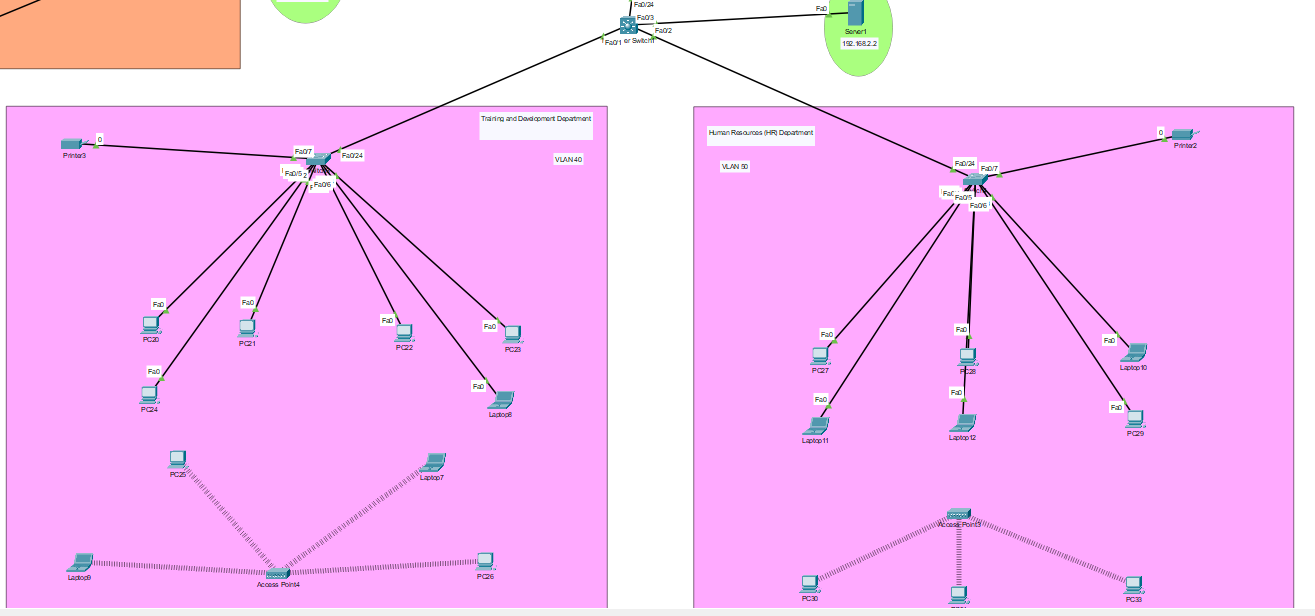 Fa0/24
Fa0
Fa0/3
Fa0/1
er Switch1
Fa0/2
Server1
192.168.2.2
Training and Development Department
VLAN 40
0
Printer3
Fa0/7
Fa0/24
Fa0/5
2
Fa0/6
Fa0
PC20
Fa0
PC21
Fa0
PC22
Fa0
PC23
Fa0
PC24
Fa0
Laptop8
PC25
Laptop7
Laptop9
Access Point4
PC26
Human Resources (HR) Department
VLAN 50
0
Printer2
Fa0/24
Fa0/7
Fa0/5
Fa0/6
Fa0
PC27
Fa0
PC28
Fa0
Laptop10
Fa0
Laptop11
Fa0
Laptop12
Fa0
PC29
Access Point3
PC30
PC33